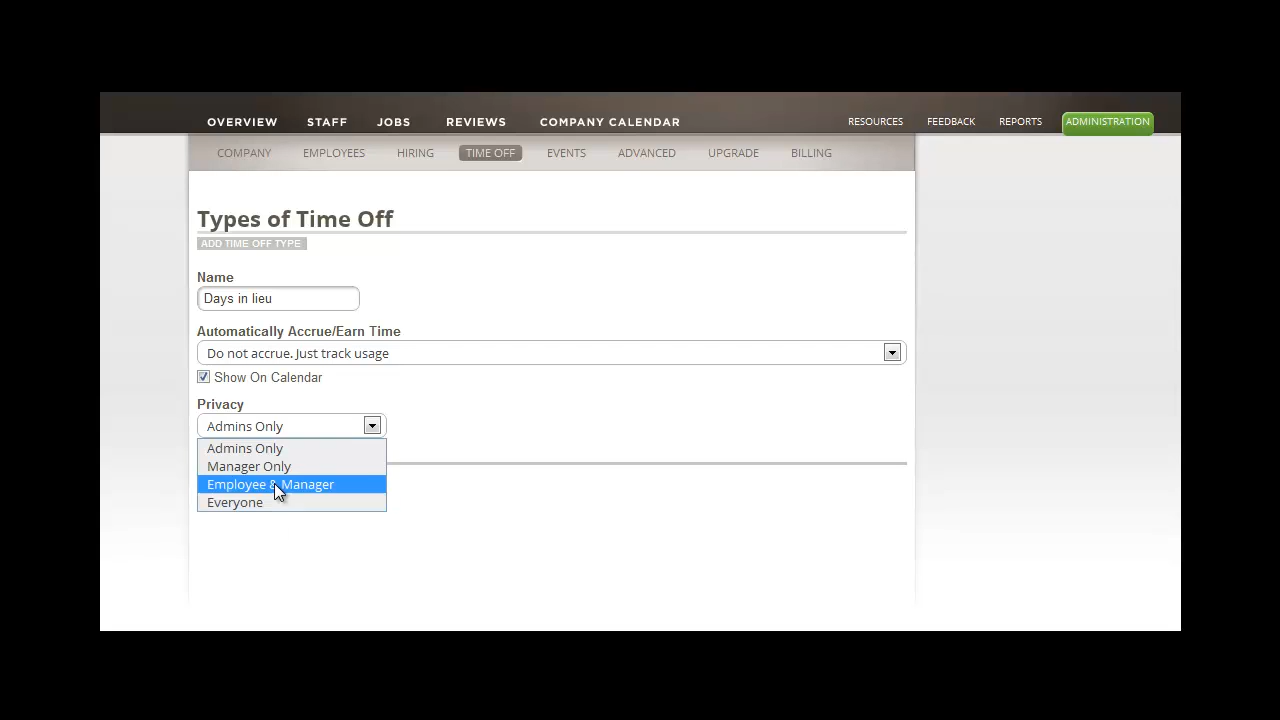 OVERVIEW STAFF JOBS REVIEWS COMPANY CALENDAR RESOURCES FEEDBACK REPORTS ADMINISTRATION
COMPANY EMPLOYEES HIRING TIME OFF EVENTS ADVANCED UPGRADE BILLING
Types of Time Off
ADD TIME OFF TYPE
Name
Days in lieu
Automatically Accrue/Earn Time
Do not accrue. Just track usage
Show On Calendar
Privacy
Admins Only
Admins Only
Manager Only
Employee & Manager
Everyone